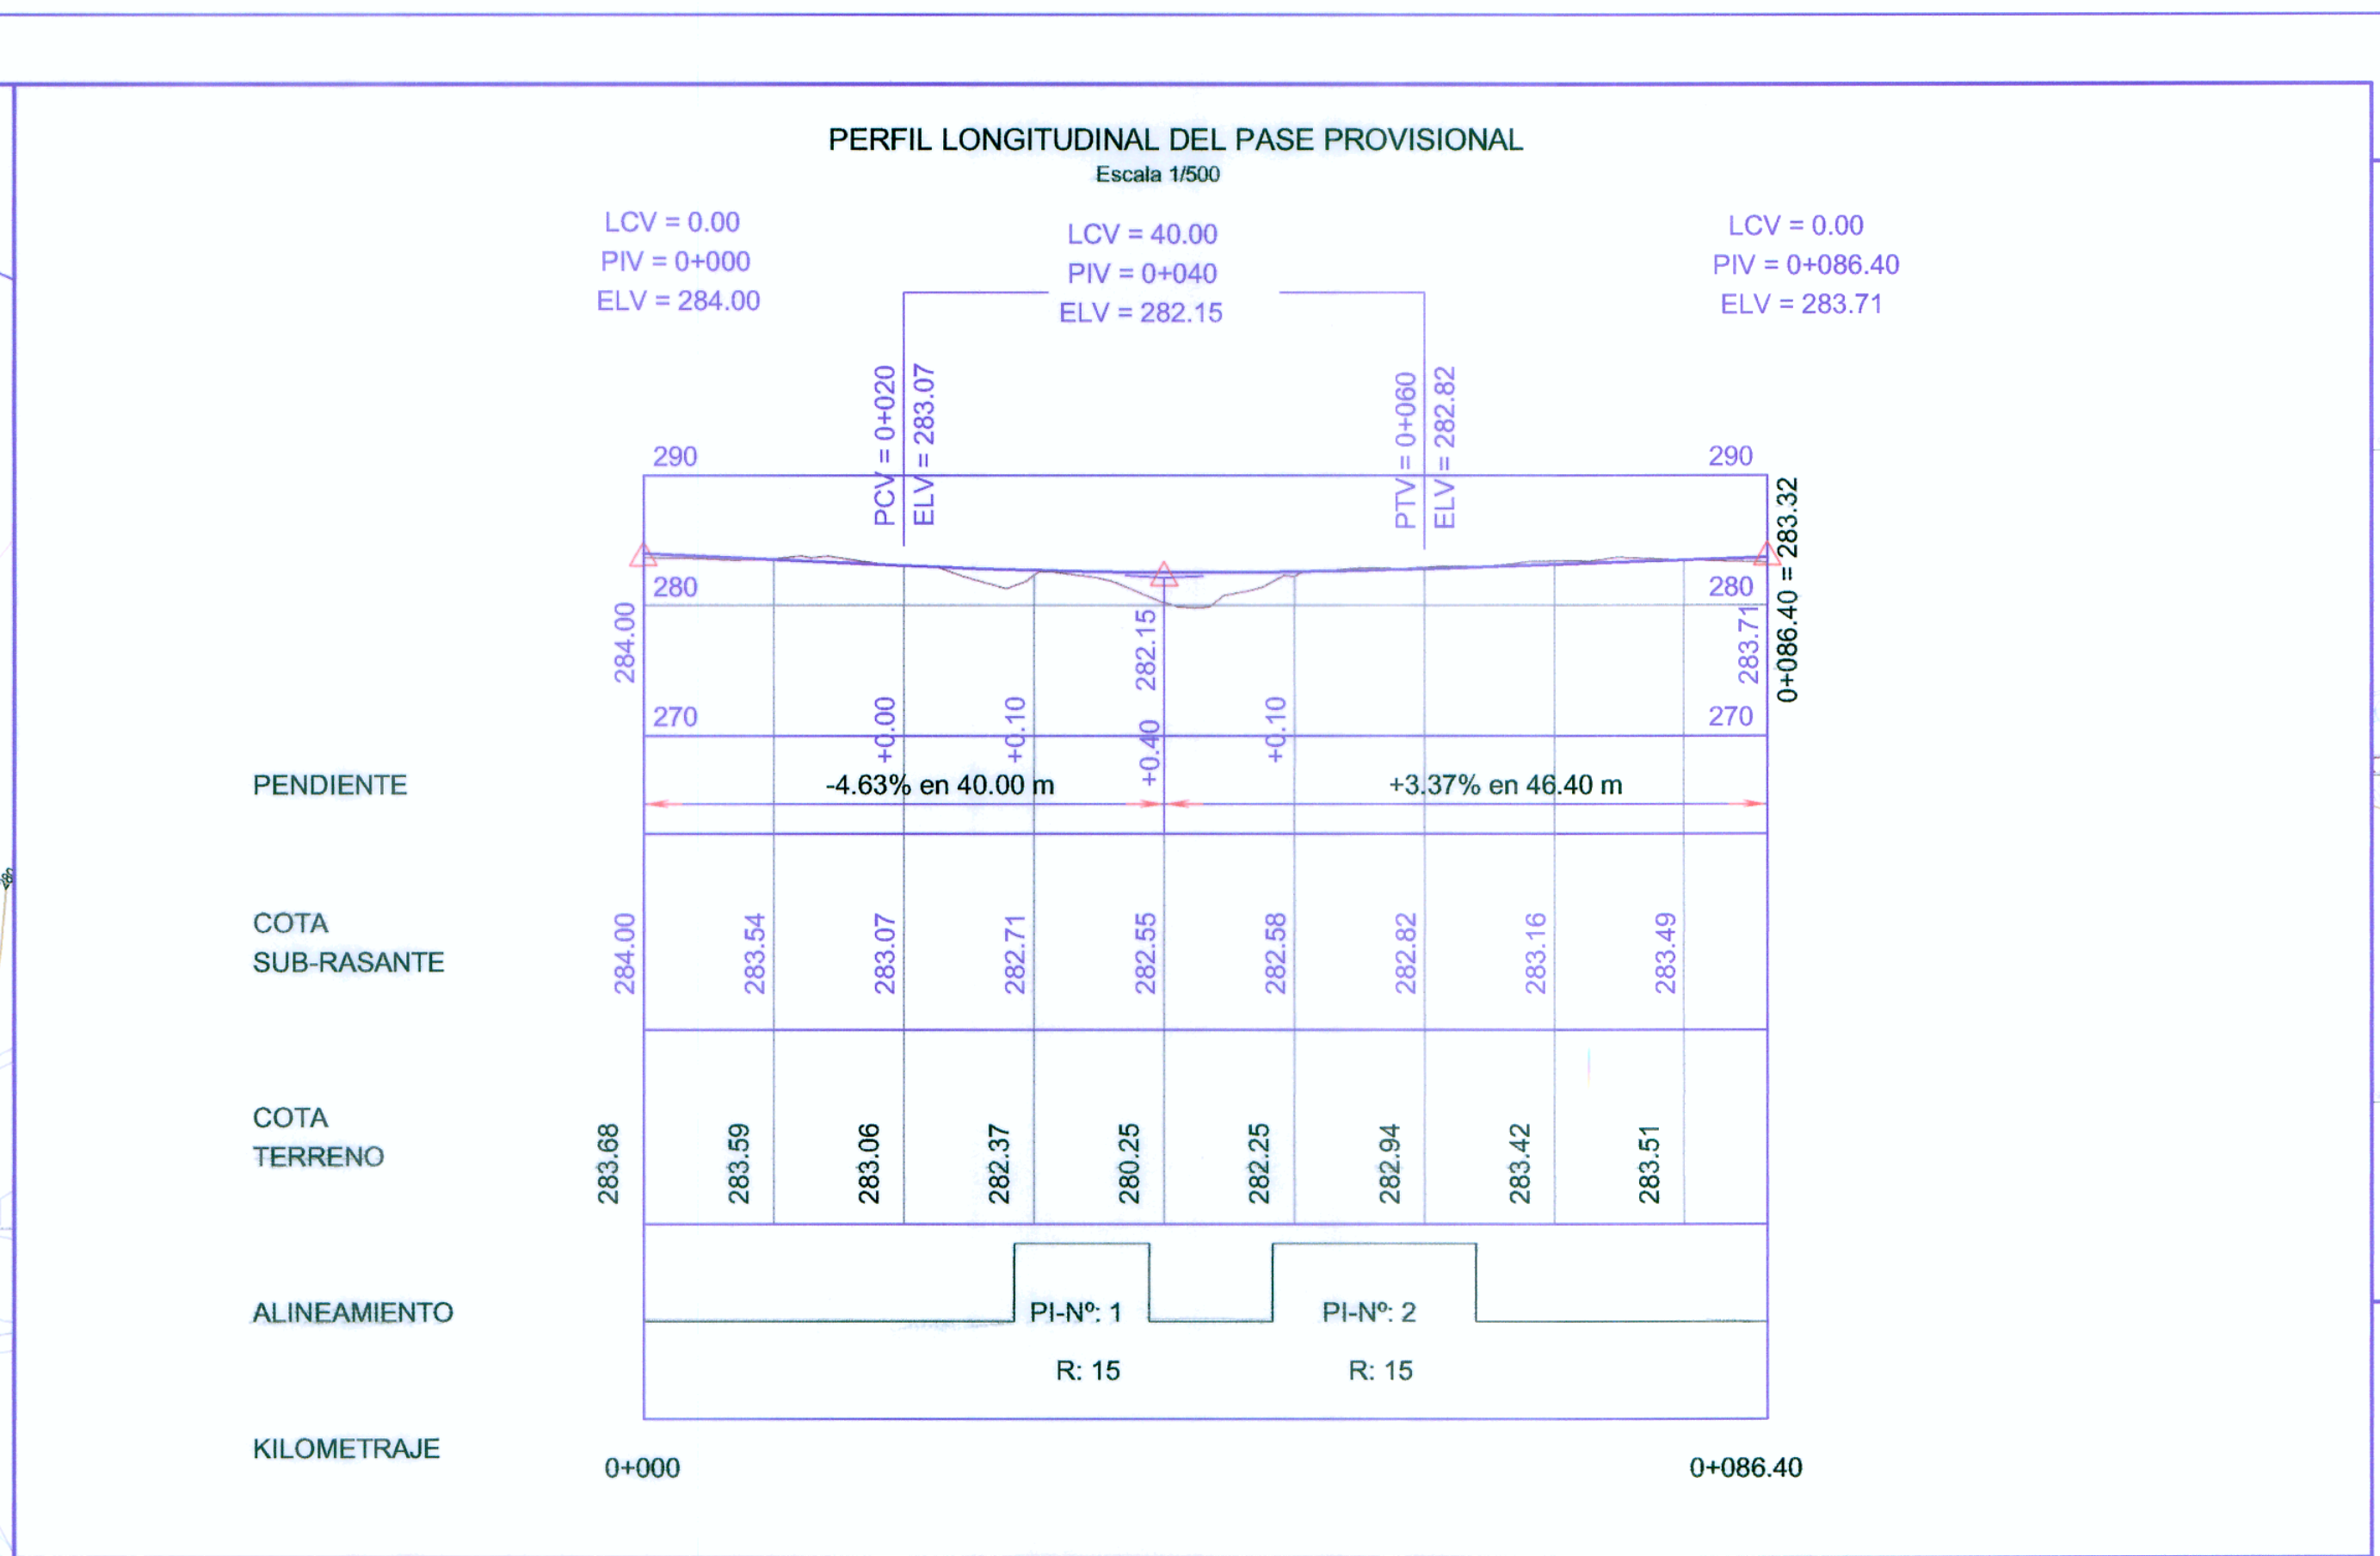 PERFIL LONGITUDINAL DEL PASE PROVISIONAL
Escala 1/500
LCV = 0.00
PIV = 0+000
ELV = 284.00
LCV = 40.00
PIV = 0+040
ELV = 282.15
LCV = 0.00
PIV = 0+086.40
ELV = 283.71
PCV = 0+020
ELV = 283.07
PTV = 0+060
ELV = 282.82
290
290
280
280
270
270
284.00
+0.00
+0.10
+0.40 282.15
+0.10
283.71
0+086.40 = 283.32
PENDIENTE
-4.63% en 40.00 m
+3.37% en 46.40 m
COTA
SUB-RASANTE
284.00
283.54
283.07
282.71
282.55
282.58
282.82
283.16
283.49
COTA
TERRENO
283.68
283.59
283.06
282.37
280.25
282.25
282.94
283.42
283.51
ALINEAMIENTO
PI-Nº: 1
PI-Nº: 2
R: 15
R: 15
KILOMETRAJE
0+000
0+086.40
280